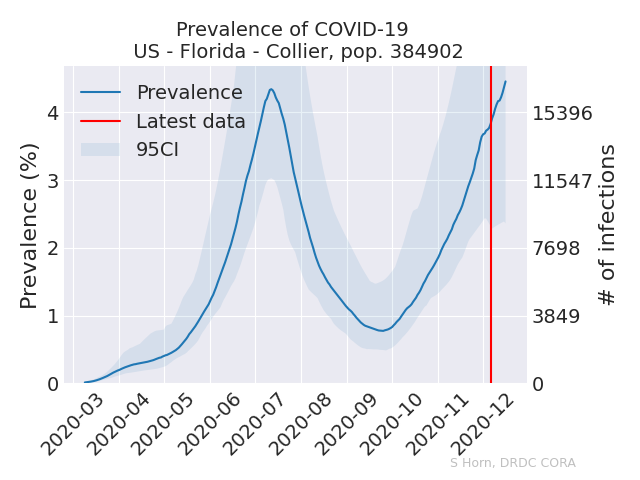 Prevalence of COVID-19
US - Florida - Collier, pop. 384902
Prevalence
Latest data
95CI
Prevalence (%)
4
3
2
1
0
15396
11547
7698
3849
0
# of infections
2020-03
2020-04
2020-05
2020-06
2020-07
2020-08
2020-09
2020-10
2020-11
2020-12
S Horn, DRDC CORA